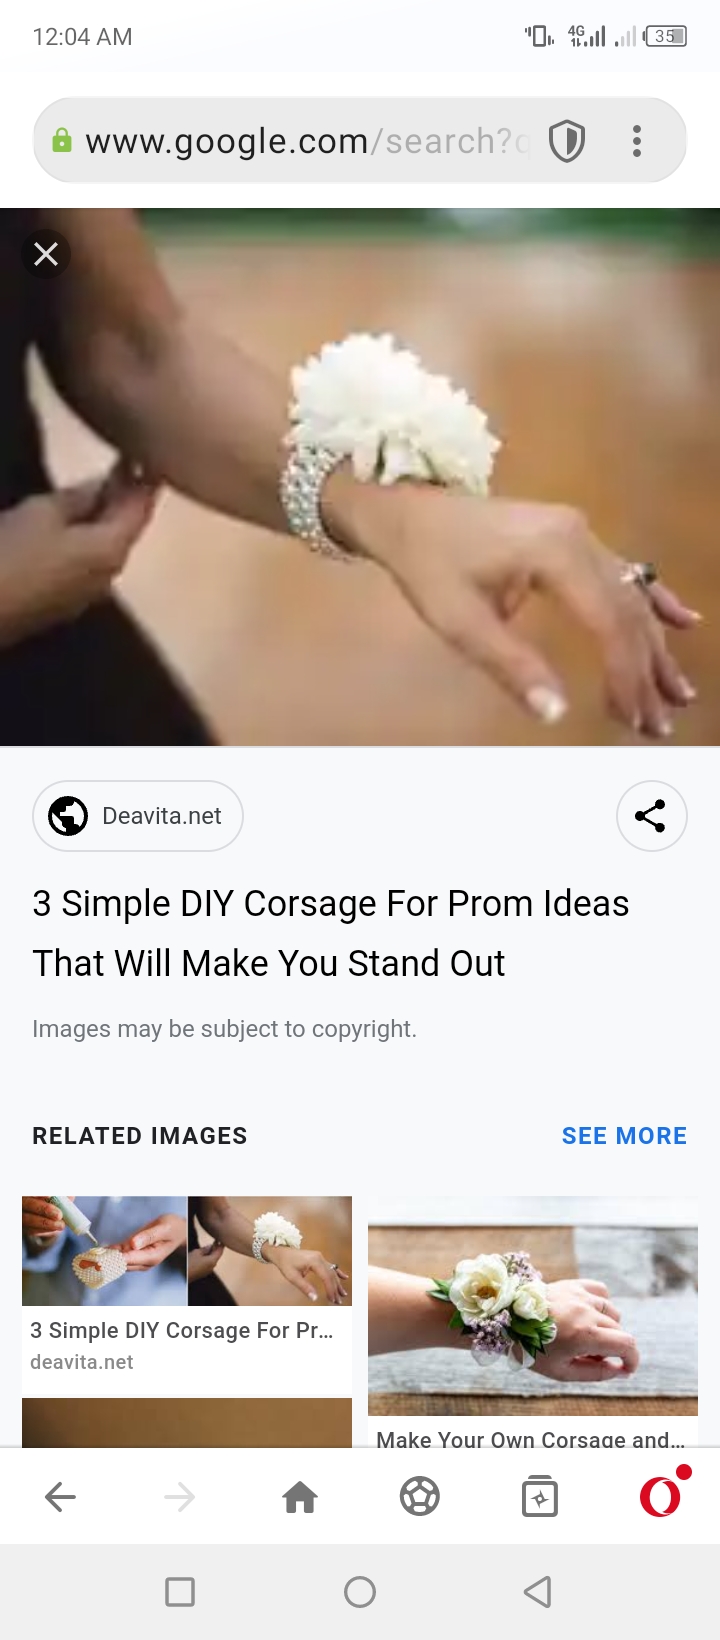 12:04 AM
4G
35
www.google.com/search?
Deavita.net
3 Simple DIY Corsage For Prom Ideas
That Will Make You Stand Out
Images may be subject to copyright.
RELATED IMAGES
SEE MORE
3 Simple DIY Corsage For Pr...
deavita.net
Make Your Own Corsage and...